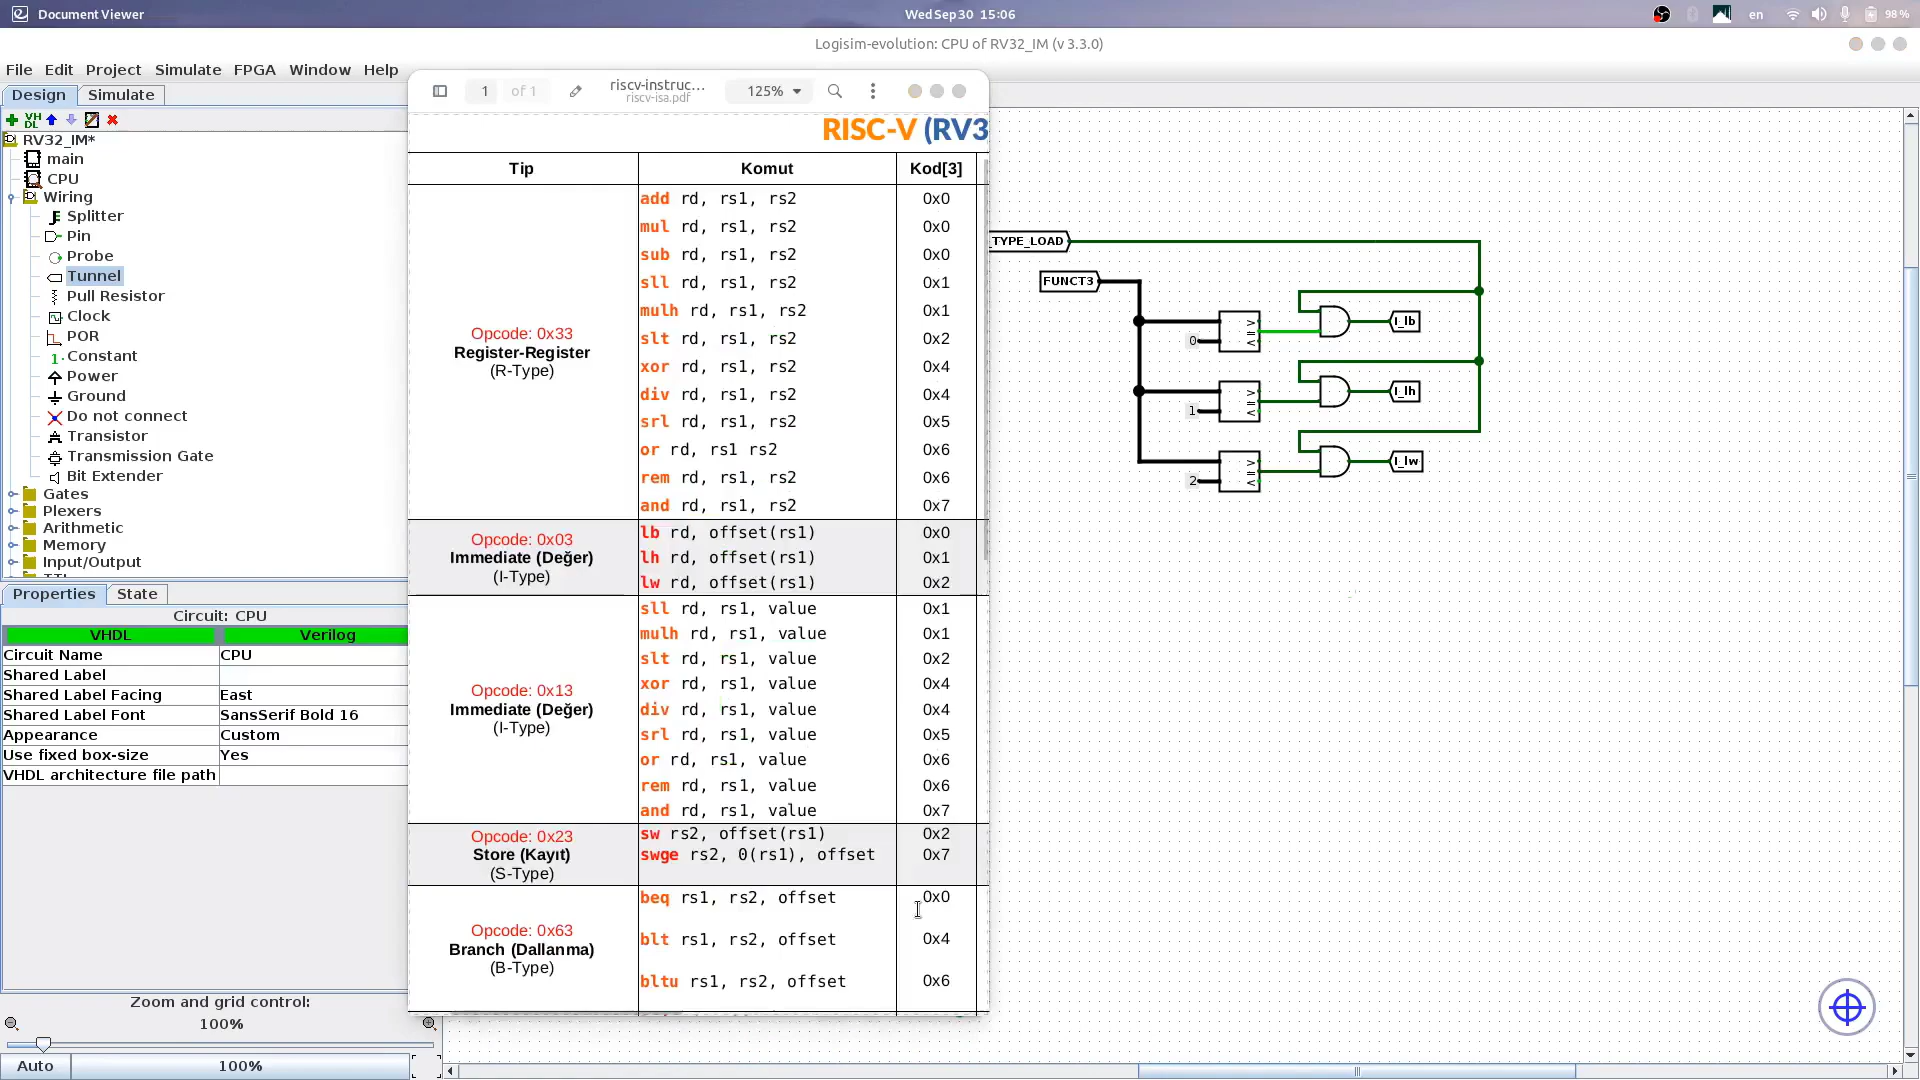 Document Viewer
Wed Sep 30 15:06
en
98 %
Logisim-evolution: CPU of RV32_IM (v 3.3.0)
File Edit Project Simulate FPGA Window Help
Design Simulate
VH
DL
RV32_IM*
main
CPU
Wiring
Splitter
Pin
Probe
Tunnel
Pull Resistor
Clock
POR
1 Constant
Power
Ground
Do not connect
Transistor
Transmission Gate
Bit Extender
Gates
Plexers
Arithmetic
Memory
Input/Output
Properties State
Circuit: CPU
VHDL Verilog
Circuit Name CPU
Shared Label
Shared Label Facing East
Shared Label Font SansSerif Bold 16
Appearance Custom
Use fixed box-size Yes
VHDL architecture file path
Zoom and grid control:
100%
Auto 100%
1 of 1
riscv-instruc...
riscv-isa.pdf
125%
RISC-V (RV3
Tip Komut Kod[3]
Opcode: 0x33
Register-Register
(R-Type)
add rd, rs1, rs2 0x0
mul rd, rs1, rs2 0x0
sub rd, rs1, rs2 0x0
sll rd, rs1, rs2 0x1
mulh rd, rs1, rs2 0x1
slt rd, rs1, rs2 0x2
xor rd, rs1, rs2 0x4
div rd, rs1, rs2 0x4
srl rd, rs1, rs2 0x5
or rd, rs1 rs2 0x6
rem rd, rs1, rs2 0x6
and rd, rs1, rs2 0x7
Opcode: 0x03
Immediate (Değer)
(I-Type)
lb rd, offset(rs1) 0x0
lh rd, offset(rs1) 0x1
lw rd, offset(rs1) 0x2
Opcode: 0x13
Immediate (Değer)
(I-Type)
sll rd, rs1, value 0x1
mulh rd, rs1, value 0x1
slt rd, rs1, value 0x2
xor rd, rs1, value 0x4
div rd, rs1, value 0x4
srl rd, rs1, value 0x5
or rd, rs1, value 0x6
rem rd, rs1, value 0x6
and rd, rs1, value 0x7
Opcode: 0x23
Store (Kayıt)
(S-Type)
sw rs2, offset(rs1) 0x2
swge rs2, 0(rs1), offset 0x7
Opcode: 0x63
Branch (Dallanma)
(B-Type)
beq rs1, rs2, offset 0x0
blt rs1, rs2, offset 0x4
bltu rs1, rs2, offset 0x6
_TYPE_LOAD
FUNCT3
> = <
0
I_lb
> = <
1
I_lh
> = <
2
I_lw